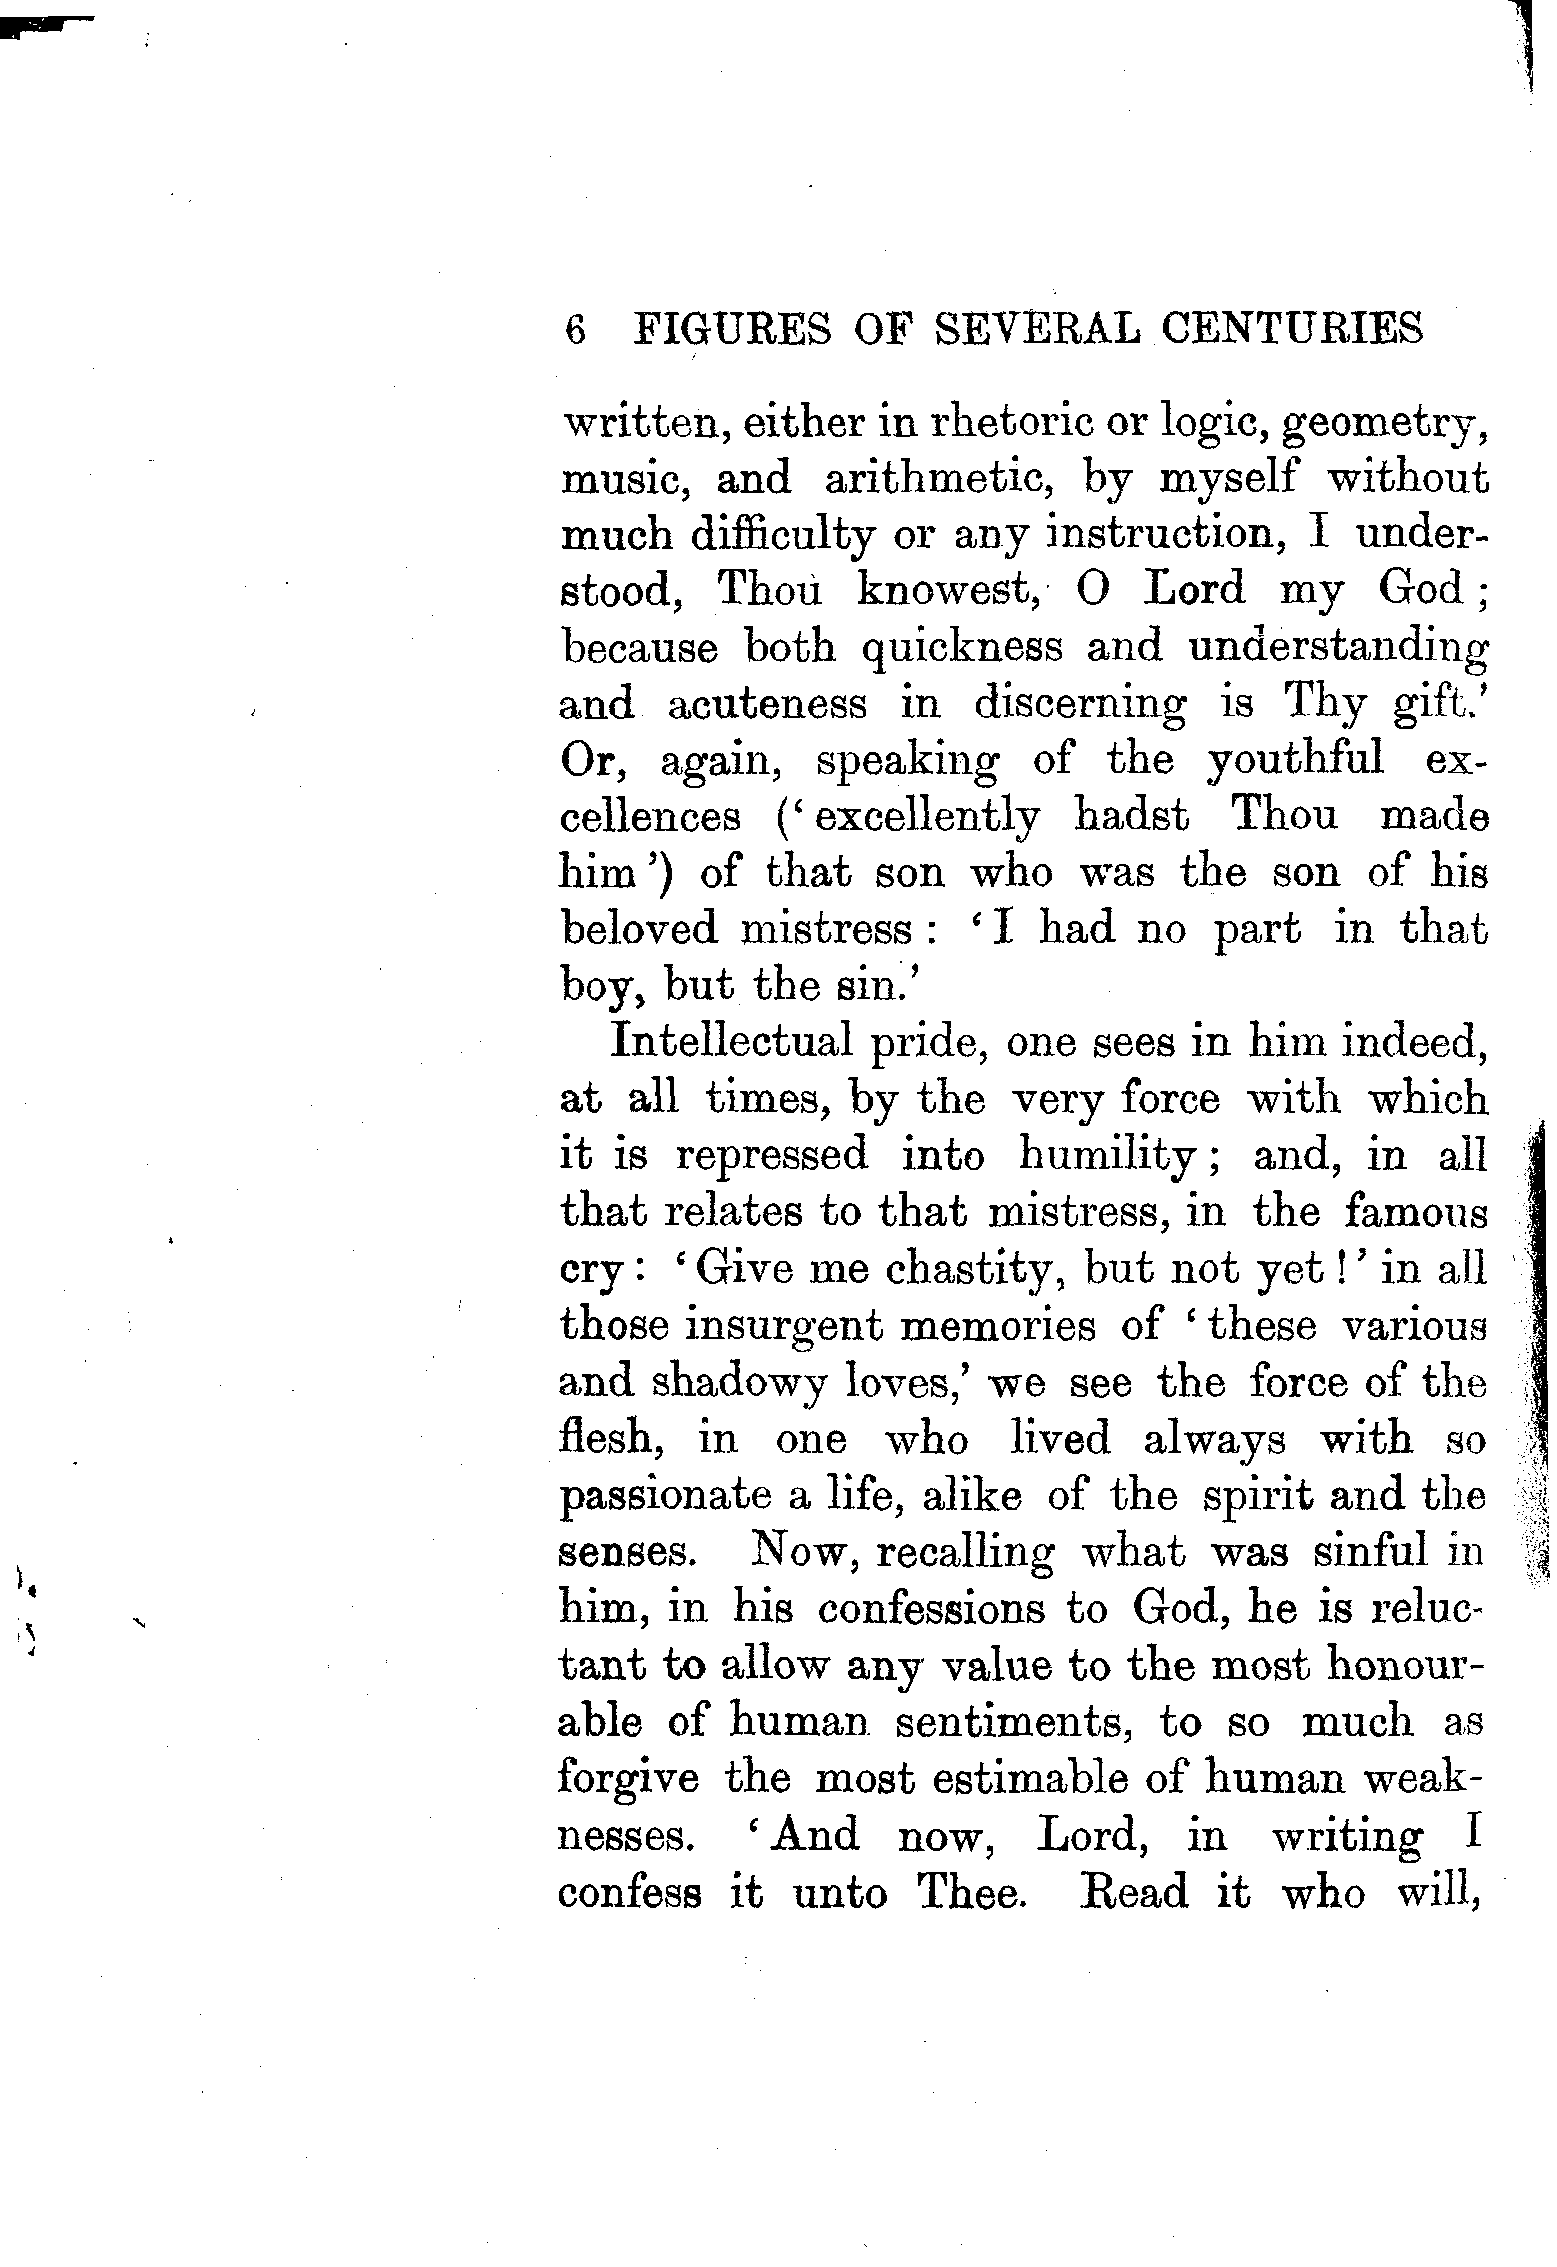 6 FIGURES OF SEVERAL CENTURIES
written, either in rhetoric or logic, geometry,
music, and arithmetic, by myself without
much difficulty or any instruction, I under-
stood, Thou knowest, O Lord my God ;
because both quickness and understanding
and acuteness in discerning is Thy gift.’
Or, again, speaking of the youthful ex-
cellences (‘ excellently hadst Thou made
him ’) of that son who was the son of his
beloved mistress : ‘ I had no part in that
boy, but the sin.’
Intellectual pride, one sees in him indeed,
at all times, by the very force with which
it is repressed into humility ; and, in all
that relates to that mistress, in the famous
cry : ‘ Give me chastity, but not yet ! ’ in all
those insurgent memories of ‘ these various
and shadowy loves,’ we see the force of the
flesh, in one who lived always with so
passionate a life, alike of the spirit and the
senses. Now, recalling what was sinful in
him, in his confessions to God, he is reluc-
tant to allow any value to the most honour-
able of human sentiments, to so much as
forgive the most estimable of human weak-
nesses. ‘ And now, Lord, in writing I
confess it unto Thee. Read it who will,